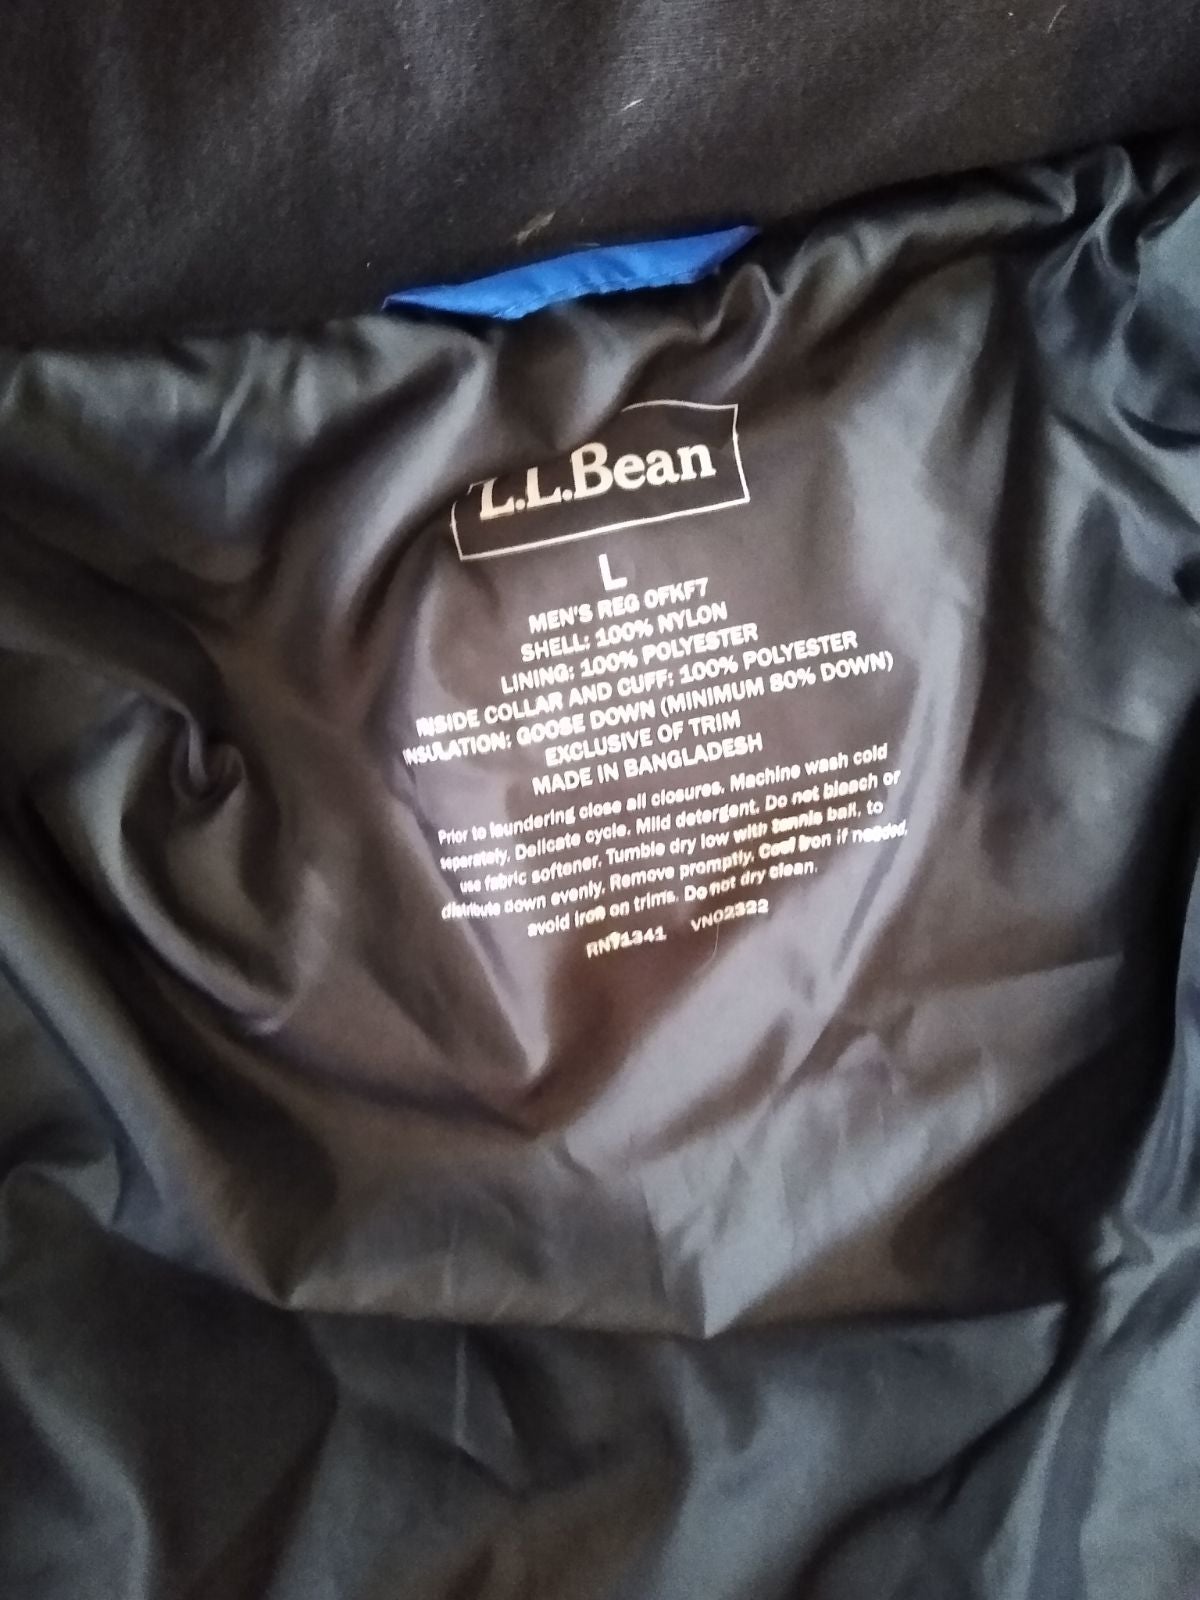 L.L.Bean
L
MEN'S REG 0FKF7
SHELL: 100% NYLON
LINING: 100% POLYESTER
INSIDE COLLAR AND CUFF: 100% POLYESTER
INSULATION: GOOSE DOWN (MINIMUM 80% DOWN)
EXCLUSIVE OF TRIM
MADE IN BANGLADESH
Prior to laundering close all closures. Machine wash cold
separately. Delicate cycle. Mild detergent. Do not bleach or
use fabric softener. Tumble dry low with tennis ball, to
distribute down evenly. Remove promptly. Cool iron if needed,
avoid iron on trims. Do not dry clean.
RN71341 VN02322